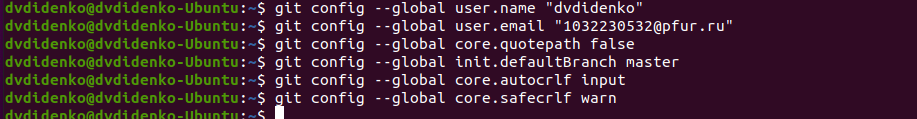 dvdidenko@dvdidenko-Ubuntu:~$ git config --global user.name "dvdidenko"
dvdidenko@dvdidenko-Ubuntu:~$ git config --global user.email "1032230532@pfur.ru"
dvdidenko@dvdidenko-Ubuntu:~$ git config --global core.quotepath false
dvdidenko@dvdidenko-Ubuntu:~$ git config --global init.defaultBranch master
dvdidenko@dvdidenko-Ubuntu:~$ git config --global core.autocrlf input
dvdidenko@dvdidenko-Ubuntu:~$ git config --global core.safecrlf warn
dvdidenko@dvdidenko-Ubuntu:~$